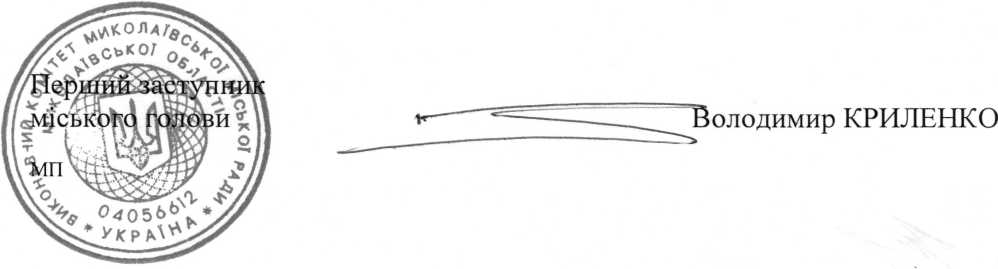 Перший заступник
міського голови
Володимир КРИЛЕНКО
МП
ВИКОНАВЧИЙ КОМІТЕТ МИКОЛАЇВСЬКОЇ МІСЬКОЇ РАДИ
МИКОЛАЇВСЬКОЇ ОБЛАСТІ
04056612
* УКРАЇНА *